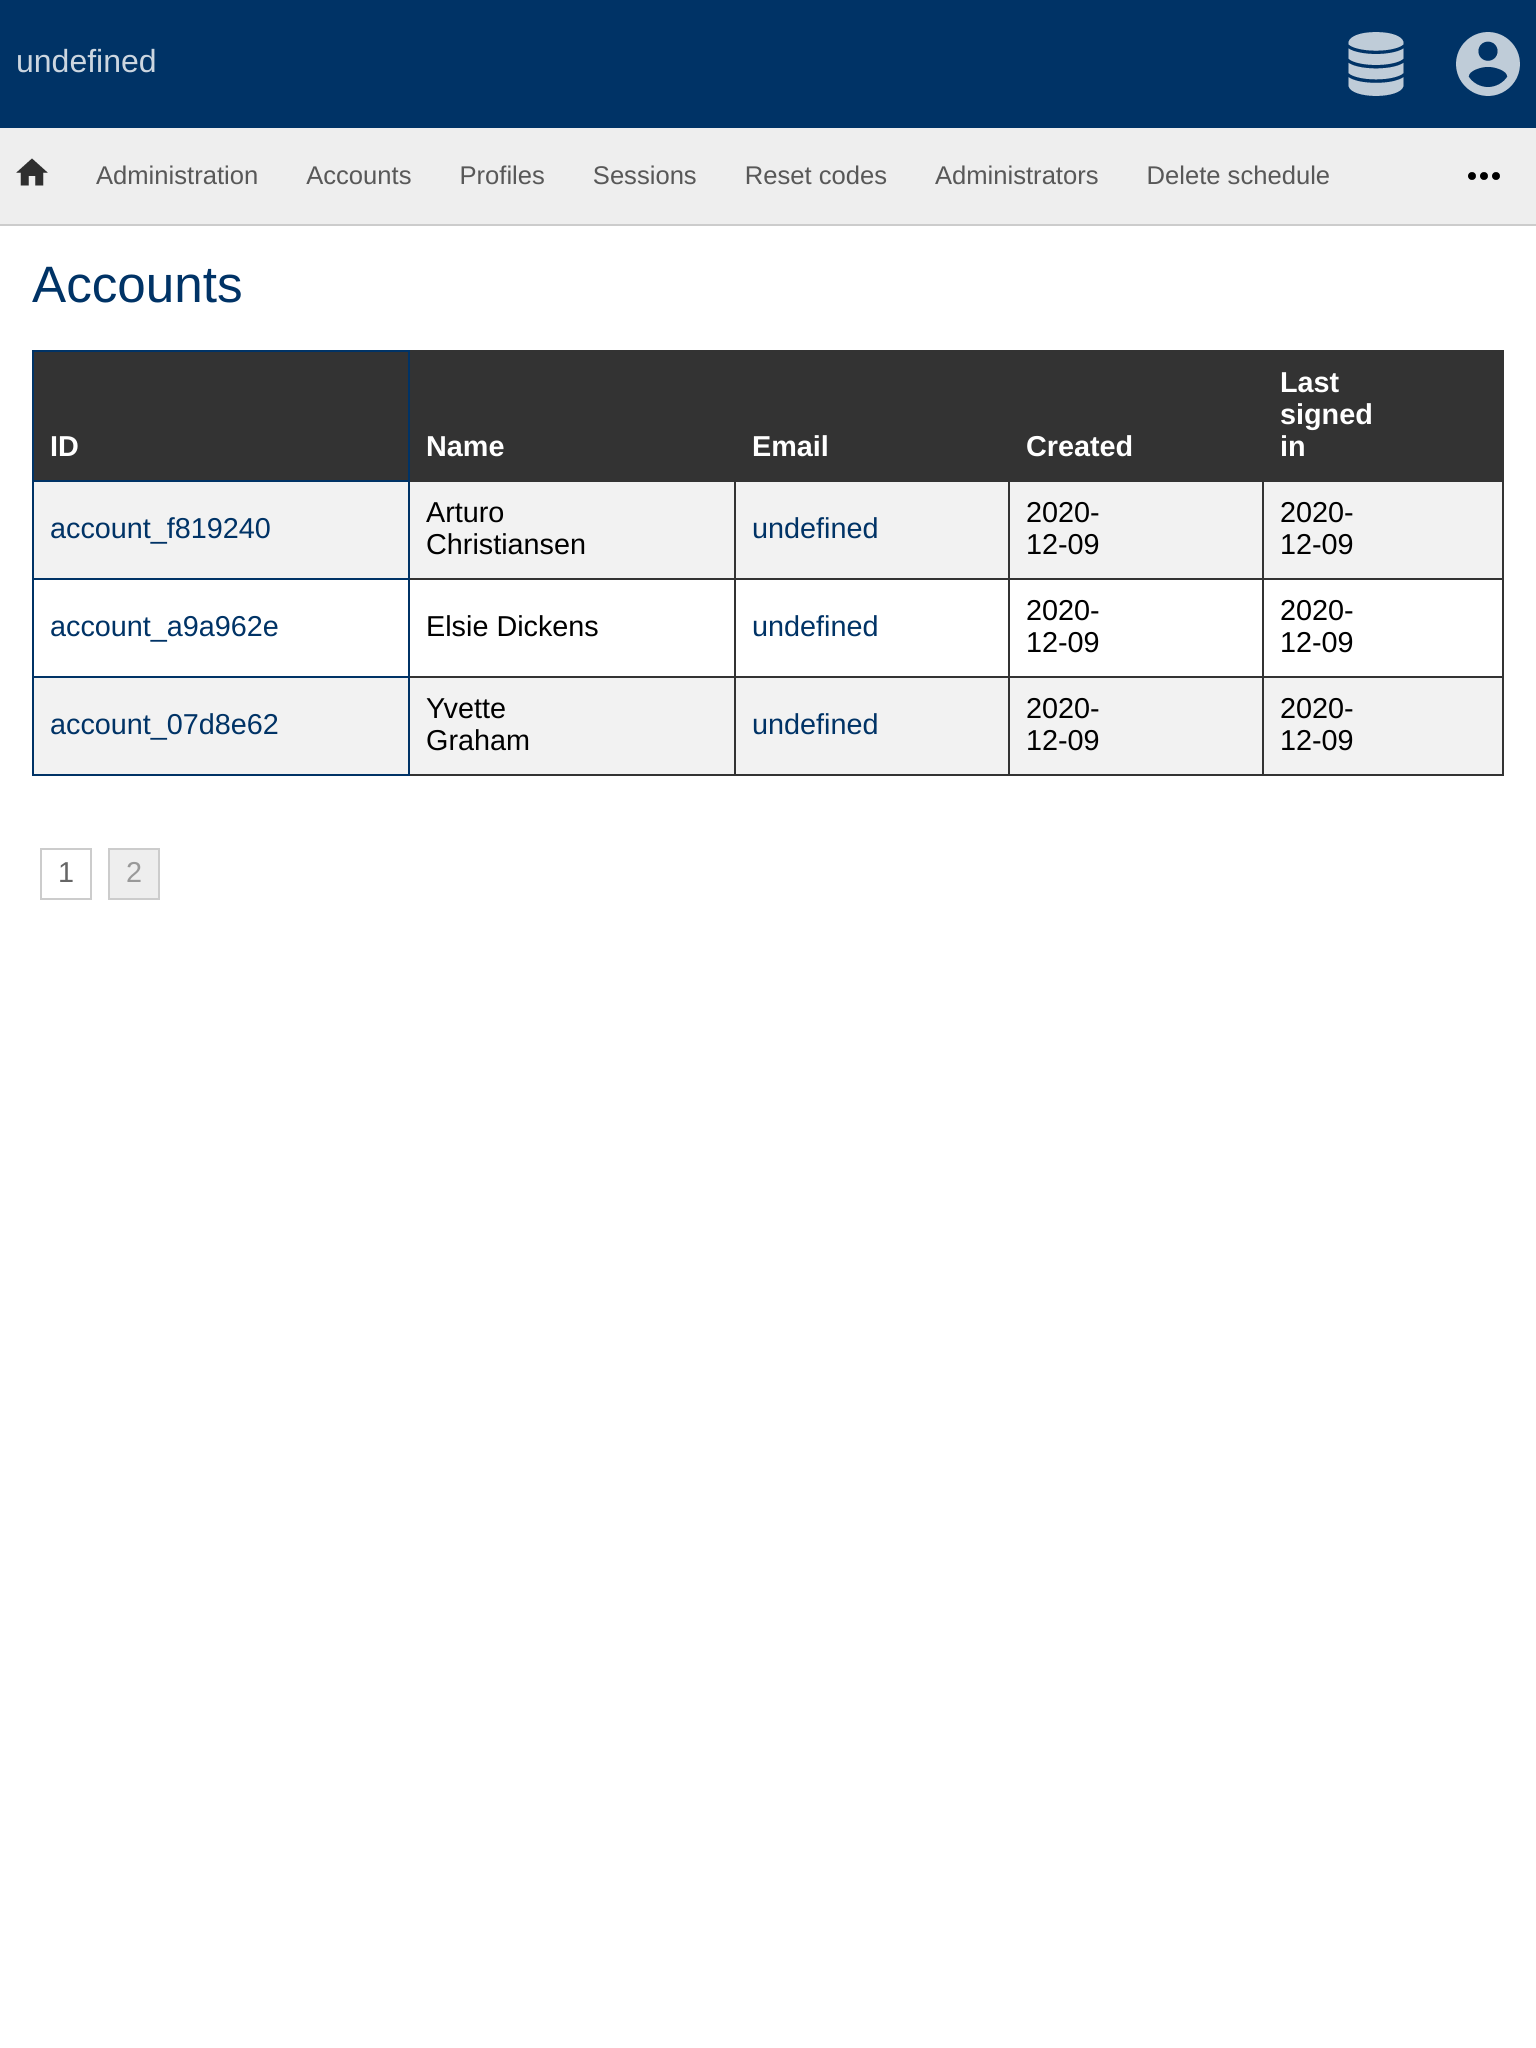 undefined
Administration Accounts Profiles Sessions Reset codes Administrators Delete schedule
Accounts
ID Name Email Created Last signed in
account_f819240 Arturo Christiansen undefined 2020-12-09 2020-12-09
account_a9a962e Elsie Dickens undefined 2020-12-09 2020-12-09
account_07d8e62 Yvette Graham undefined 2020-12-09 2020-12-09
1 2